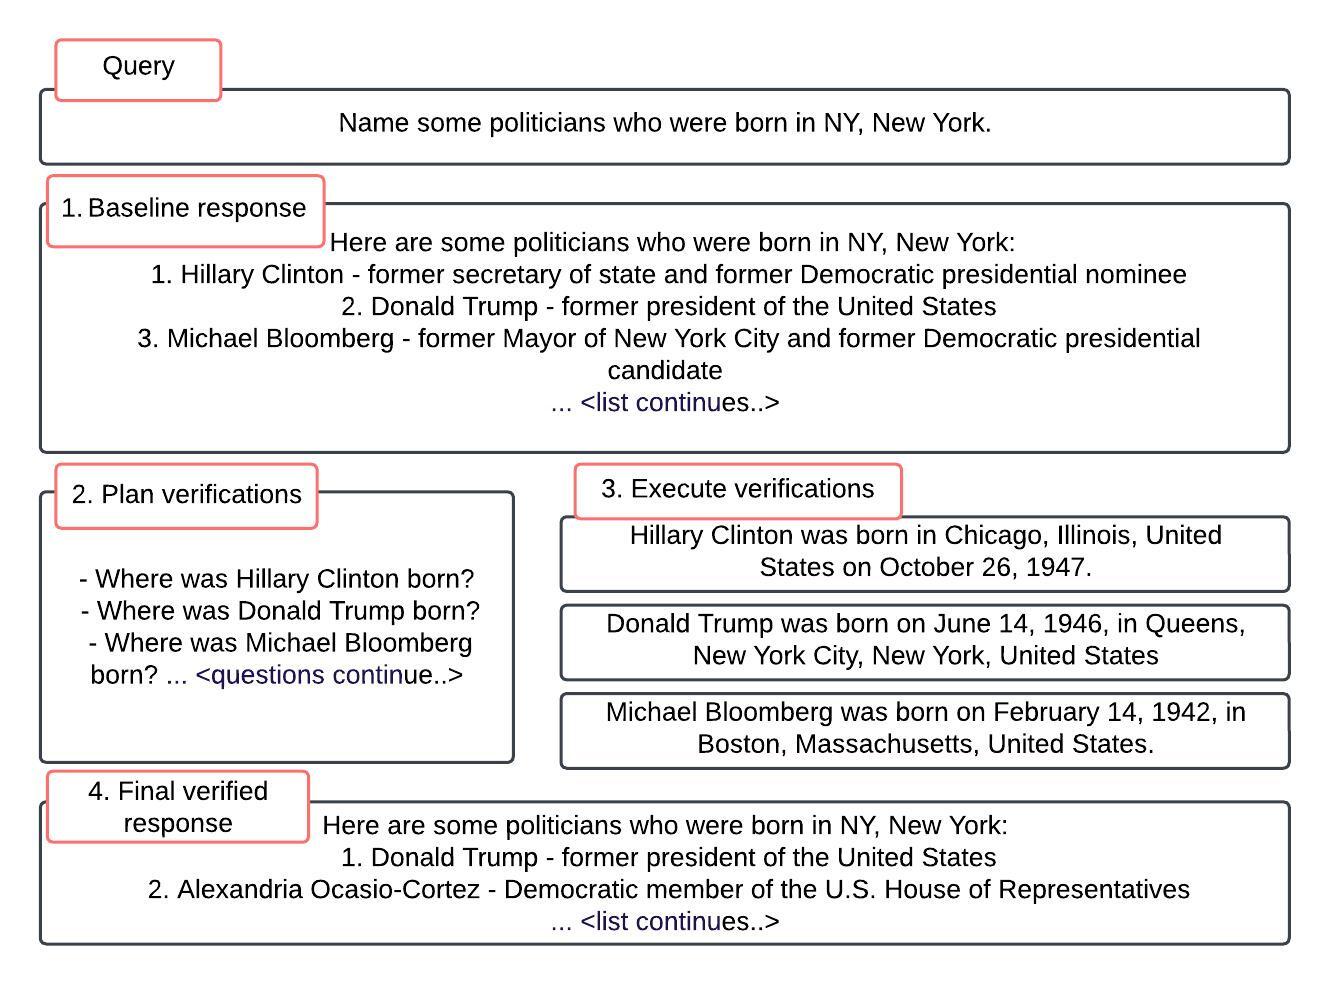 Query
Name some politicians who were born in NY, New York.
1. Baseline response
Here are some politicians who were born in NY, New York:
1. Hillary Clinton - former secretary of state and former Democratic presidential nominee
2. Donald Trump - former president of the United States
3. Michael Bloomberg - former Mayor of New York City and former Democratic presidential
candidate
... <list continues..>
2. Plan verifications
- Where was Hillary Clinton born?
- Where was Donald Trump born?
- Where was Michael Bloomberg
born? ... <questions continue..>
3. Execute verifications
Hillary Clinton was born in Chicago, Illinois, United
States on October 26, 1947.
Donald Trump was born on June 14, 1946, in Queens,
New York City, New York, United States
Michael Bloomberg was born on February 14, 1942, in
Boston, Massachusetts, United States.
4. Final verified
response
Here are some politicians who were born in NY, New York:
1. Donald Trump - former president of the United States
2. Alexandria Ocasio-Cortez - Democratic member of the U.S. House of Representatives
... <list continues..>